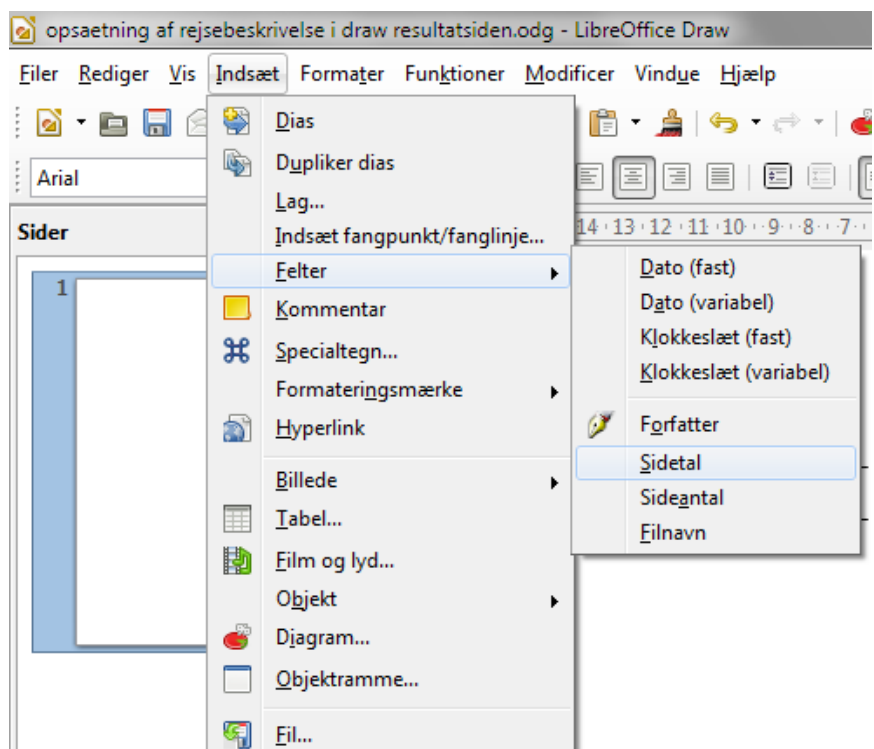 opsaetning af rejsebeskrivelse i draw resultatsiden.odg - LibreOffice Draw
Filer Rediger Vis Indsæt Formater Funktioner Modificer Vindue Hjælp
Arial
Sider
14 13 12 11 10 9 8 7
1
Dias
Dupliker dias
Lag...
Indsæt fangpunkt/fanglinje...
Felter
Kommentar
Specialtegn...
Formateringsmærke
Hyperlink
Billede
Tabel...
Film og lyd...
Objekt
Diagram...
Objektramme...
Fil...
Dato (fast)
Dato (variabel)
Klokkeslæt (fast)
Klokkeslæt (variabel)
Forfatter
Sidetal
Sideantal
Filnavn